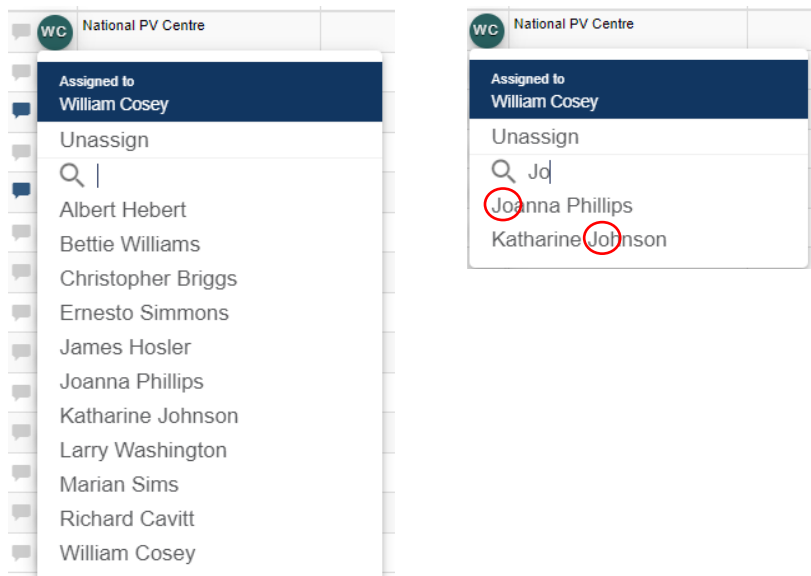 WC National PV Centre
Assigned to
William Cosey
Unassign
Albert Hebert
Bettie Williams
Christopher Briggs
Ernesto Simmons
James Hosler
Joanna Phillips
Katharine Johnson
Larry Washington
Marian Sims
Richard Cavitt
William Cosey
WC National PV Centre
Assigned to
William Cosey
Unassign
Jo
Joanna Phillips
Katharine Johnson